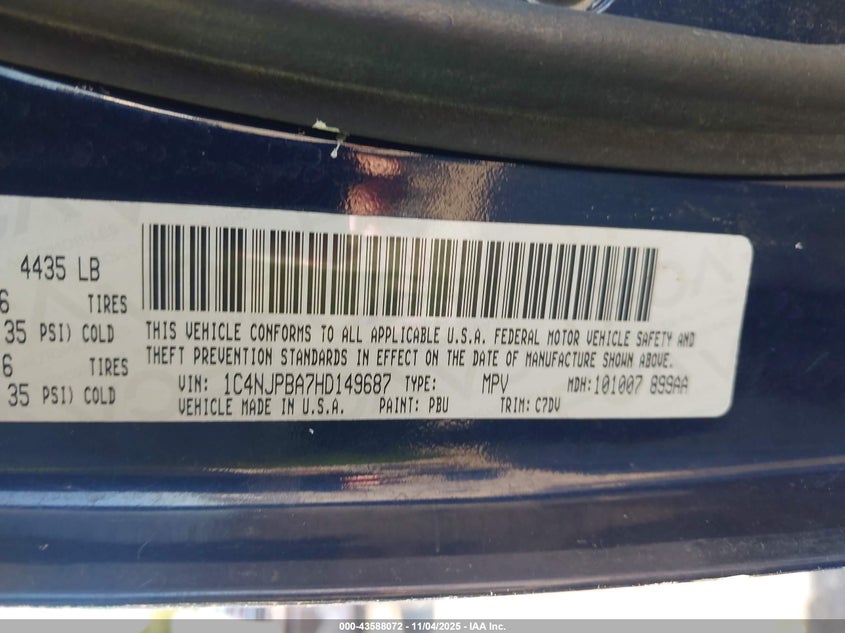 4435 LB
6 TIRES
35 PSI) COLD
6 TIRES
35 PSI) COLD
THIS VEHICLE CONFORMS TO ALL APPLICABLE U.S.A. FEDERAL MOTOR VEHICLE SAFETY AND
THEFT PREVENTION STANDARDS IN EFFECT ON THE DATE OF MANUFACTURE SHOWN ABOVE.
VIN: 1C4NJPBA7HD149687 TYPE: MPV MDH:101007 899AA
VEHICLE MADE IN U.S.A. PAINT: PBU TRIM: C7DV
000-43588072 - 11/04/2025 - IAA Inc.